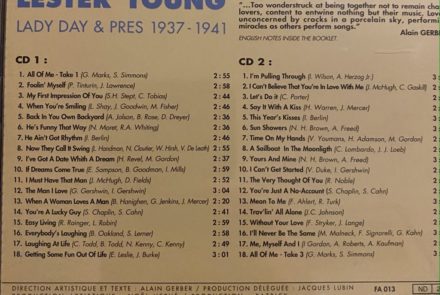 LESTER YOUNG
LADY DAY & PRES 1937 - 1941
"...Too wonderstruck at being together not to remain cha
lovers, content to entwine nothing but their music, Love
uncovered by cracks in a porcelain sky, perform
miracles as others perform songs."
Alain GERBE
ENGLISH NOTES INSIDE THE BOOKLET.
CD 1 :
1. All Of Me - Take 1 (G. Marks, S. Simmons) 2 : 55
2. Foolin' Myself (P. Tinturin, J. Lawrence) 2 : 58
3. My First Impression Of You (S.H. Stept, C. Tobias) 2 : 44
4. When You're Smiling (L. Shay, J. Goodwin, M. Fisher) 2 : 46
5. Back In You Own Backyard (A. Jolson, B. Rose, D. Dreyer) 2 : 36
6. He's Funny That Way (N. Moret, R.A. Whiting) 2 : 36
7. He Ain't Got Rhythm (I. Berlin) 2 : 46
8. Now They Call It Swing (L. Handman, N. Cloutier, W. Hirsh, V. De Leath) 2 : 55
9. I've Got A Date Whith A Dream (H. Revel, M. Gordon) 2 : 37
10. If Dreams Come True (E. Sampson, B. Goodman, I. Mills) 2 : 59
11. I Must Have That Man (J. McHugh, D. Fields) 2 : 52
12. The Man I Love (G. Gershwin, I. Gershwin) 3 : 04
13. When A Woman Loves A Man (B. Hanighen, G. Jenkins, J. Mercer) 2 : 20
14. You're A Lucky Guy (S. Chaplin, S. Cahn) 2 : 41
15. Easy Living (R. Rainger, L. Robin) 2 : 59
16. Everybody's Laughing (B. Oakland, S. Lerner) 2 : 58
17. Laughing At Life (C. Todd, B. Todd, N. Kenny, C. Kenny) 2 : 49
18. Getting Some Fun Out Of Life (E. Leslie, J. Burke) 3 : 01
CD 2 :
1. I'm Pulling Through (I. Wilson, A. Herzog Jr.)
2. I Can't Believe That You're In Love With Me (J. McHugh, C. Gaskill)
3. Let's Do It (C. Porter)
4. Say It With A Kiss (H. Warren, J. Mercer)
5. This Year's Kisses (I. Berlin)
6. Sun Showers (N. H. Brown, A. Freed)
7. Time On My Hands (V. Youmans, H. Adamson, M. Gordon)
8. A Sailboat In The Moonligth (C. Lombardo, J. J. Loeb)
9. Yours And Mine (N. H. Brown, A. Freed)
10. I Can't Get Started (V. Duke, I. Gershwin)
11. The Very Thought Of You (R. Noble)
12. You're Just A No-Account (S. Chaplin, S. Cahn)
13. Mean To Me (F. Ahlert, R. Turk)
14. Trav'lin' All Alone (J.C. Johnson)
15. Without Your Love (F. Stryker, J. Lange)
16. I'll Never Be The Same (M. Malneck, F. Signorelli, G. Kahn)
17. Me, Myself And I (I. Gordon, A. Roberts, A. Kaufman)
18. All Of Me - Take 3 (G. Marks, S. Simmons)
DIRECTION ARTISTIQUE ET TEXTE : ALAIN GERBER / PRODUCTION DÉLÉGUÉE : JACQUES LUBIN
FA 013
ND